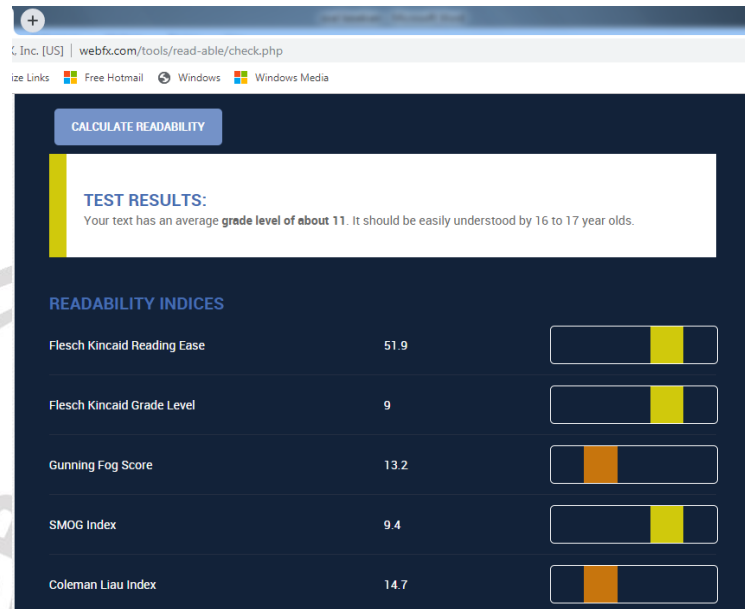 , Inc. [US] | webfx.com/tools/read-able/check.php
ize Links Free Hotmail Windows Windows Media
CALCULATE READABILITY
TEST RESULTS:
Your text has an average grade level of about 11. It should be easily understood by 16 to 17 year olds.
READABILITY INDICES
Flesch Kincaid Reading Ease 51.9
Flesch Kincaid Grade Level 9
Gunning Fog Score 13.2
SMOG Index 9.4
Coleman Liau Index 14.7